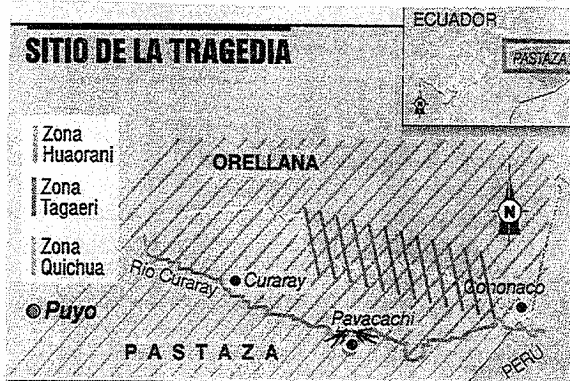 SITIO DE LA TRAGEDIA
ECUADOR
PASTAZA
N
Zona
Huaorani
Zona
Tagaeri
Zona
Quichua
Puyo
ORELLANA
N
Río Curaray
Curaray
Cononaco
Pavacachi
PASTAZA
PERU